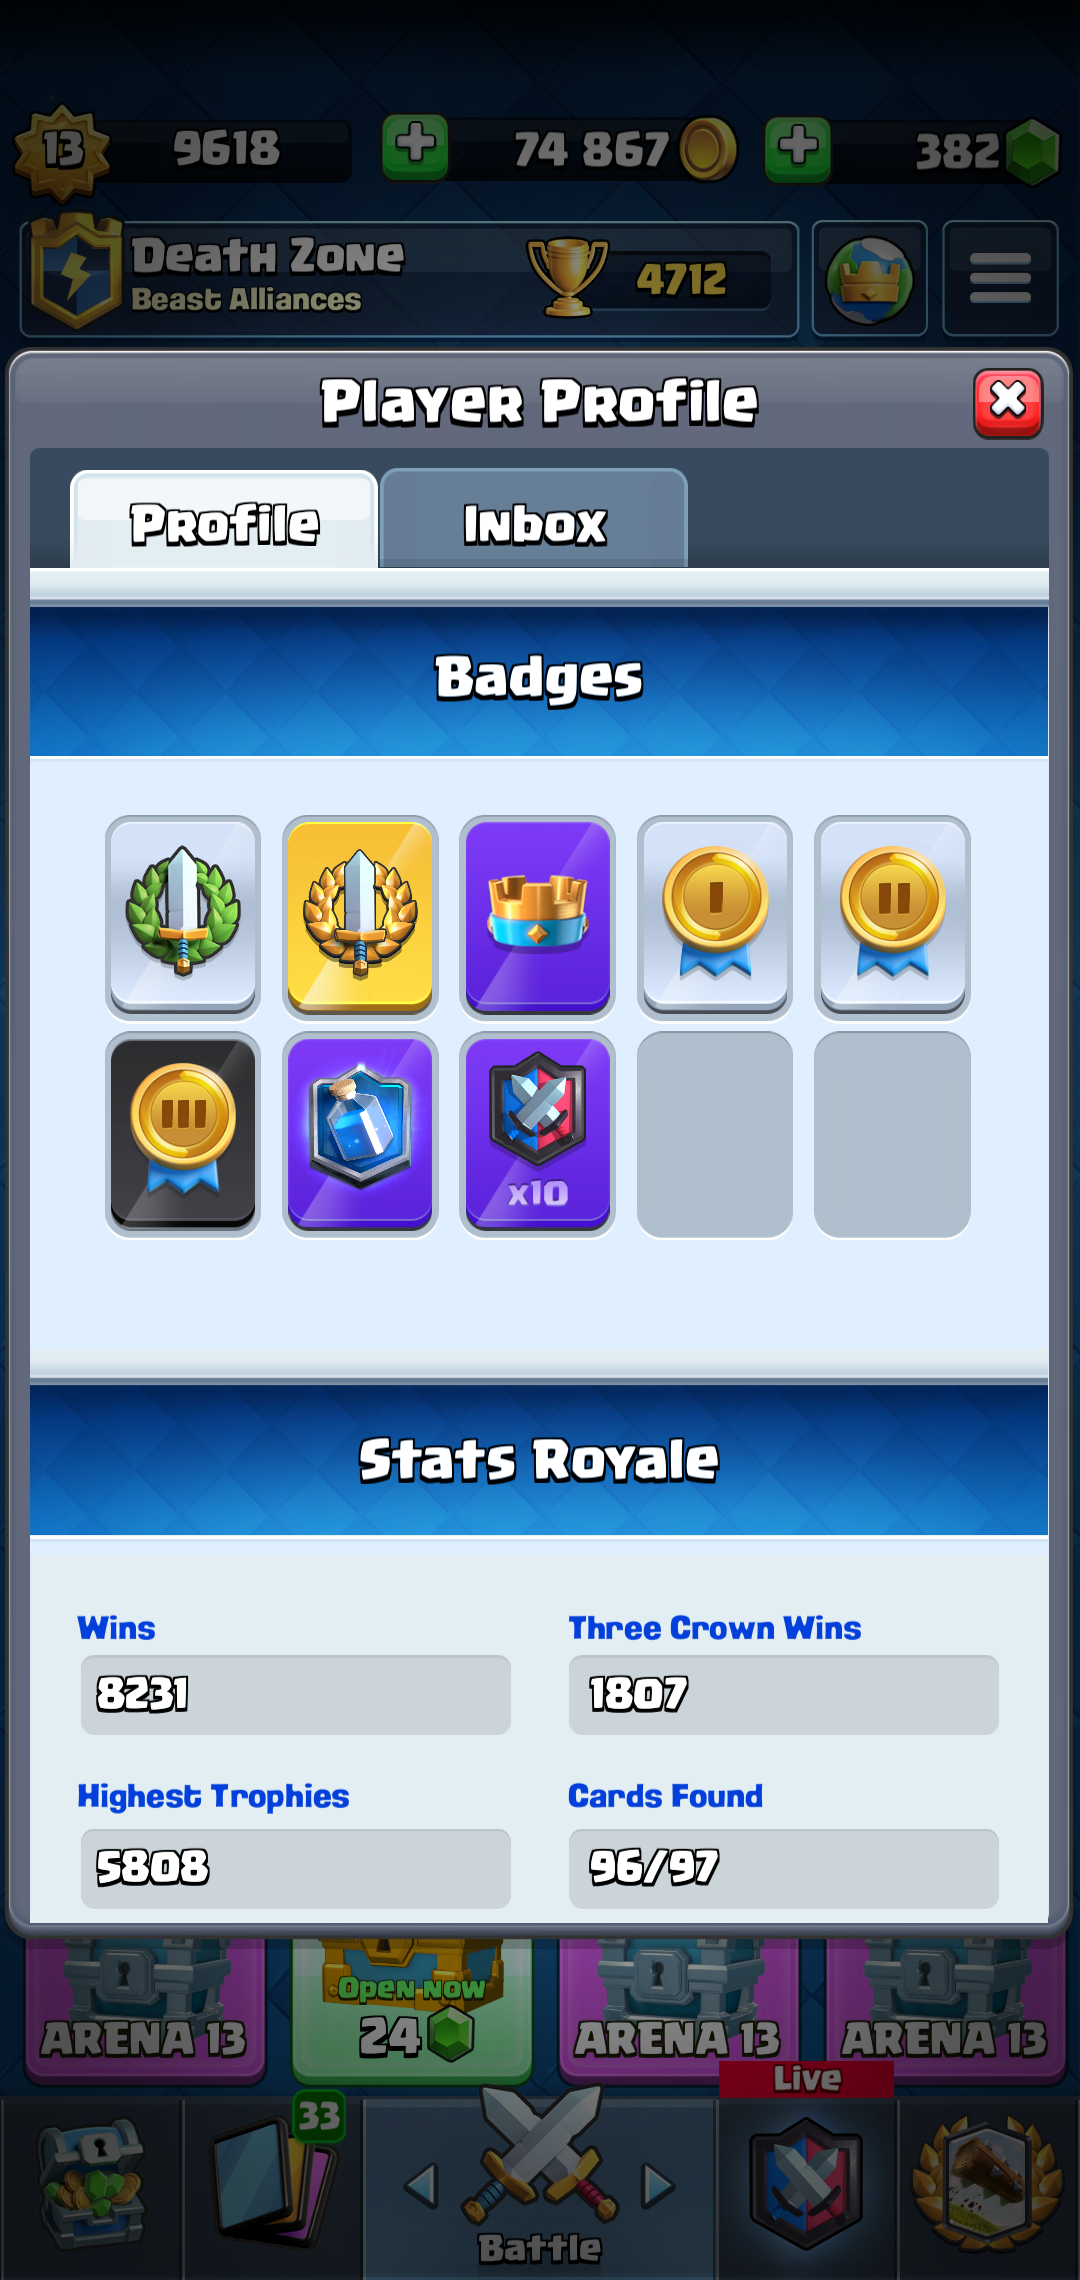 13 9618 74 867 382
Death Zone
Beast Alliances
4712
Player Profile
Profile Inbox
Badges
I II
III x10
Stats Royale
Wins Three Crown Wins
8231 1807
Highest Trophies Cards Found
5808 96/97
Open now
ARENA 13 24 ARENA 13 ARENA 13
Live
33
Battle